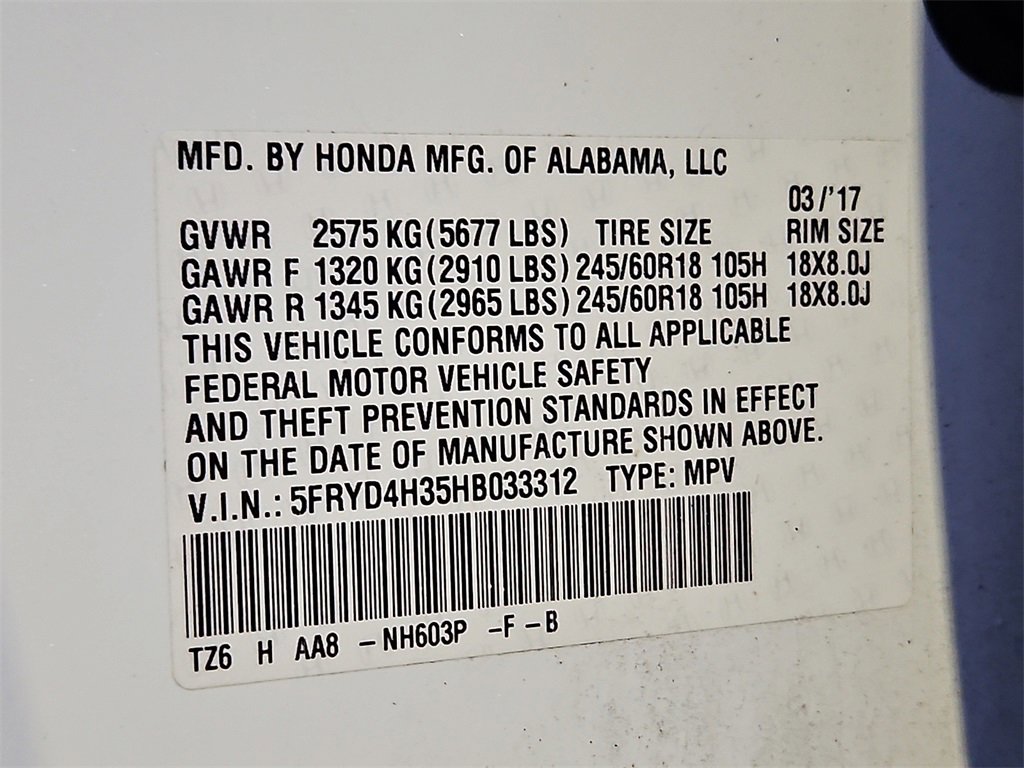 MFD. BY HONDA MFG. OF ALABAMA, LLC
03/'17
GVWR 2575 KG(5677 LBS) TIRE SIZE RIM SIZE
GAWR F 1320 KG(2910 LBS) 245/60R18 105H 18X8.0J
GAWR R 1345 KG(2965 LBS) 245/60R18 105H 18X8.0J
THIS VEHICLE CONFORMS TO ALL APPLICABLE
FEDERAL MOTOR VEHICLE SAFETY
AND THEFT PREVENTION STANDARDS IN EFFECT
ON THE DATE OF MANUFACTURE SHOWN ABOVE.
V.I.N.: 5FRYD4H35HB033312 TYPE: MPV
TZ6 H AA8 -NH603P -F-B